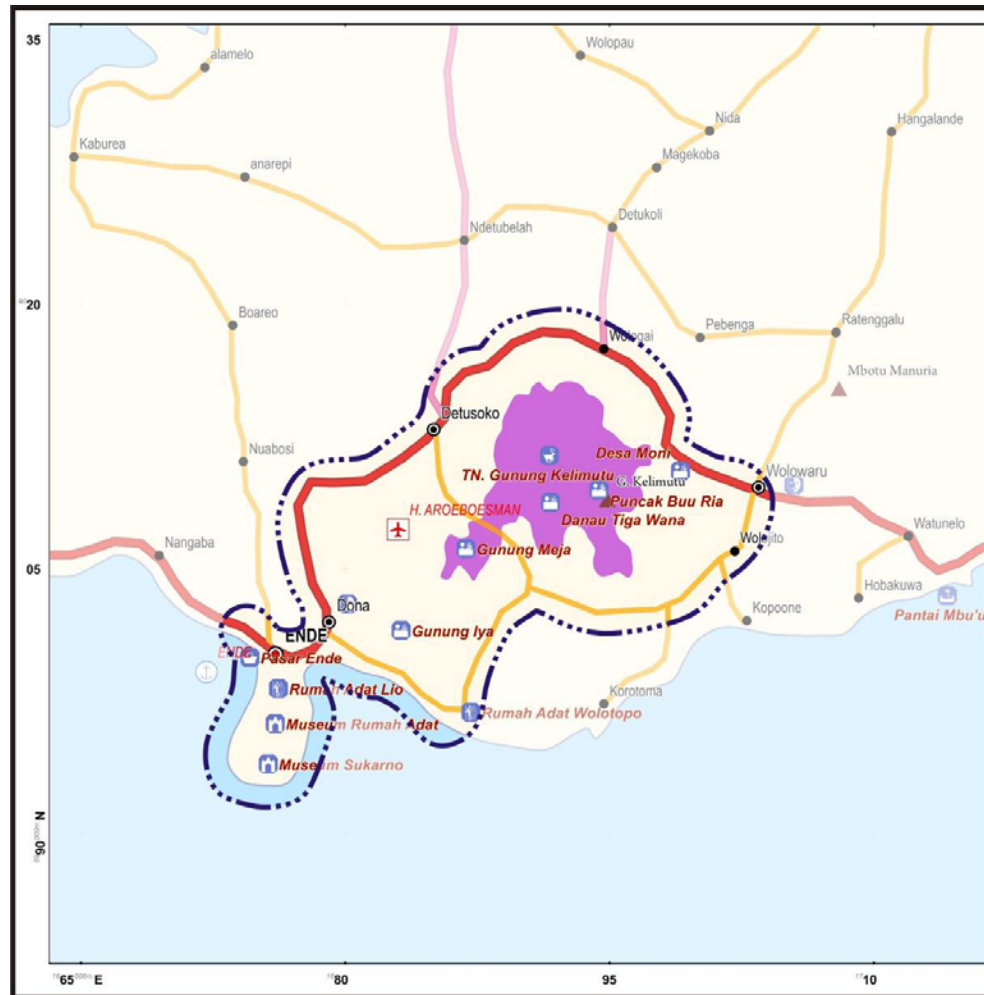 35
Wolopau
alamelo
Nida
Hangalande
Kaburea
Magekoba
anarepi
Detukoli
Ndetubelah
20
Boareo
Pebenga
Ratenggalu
Wologai
Mbotu Manuria
Detusoko
Nuabosi
Desa Moni
Wolowaru
TN. Gunung Kelimutu
G. Kelimutu
Puncak Buu Ria
H. AROEBOESMAN
Danau Tiga Wana
Watunelo
Nangaba
Gunung Meja
Wolojito
05
Hobakuwa
Dona
Kopoone
Pantai Mbu'u
ENDE
Gunung Iya
ENDE
Pasar Ende
Rumah Adat Lio
Korotoma
Rumah Adat Wolotopo
Museum Rumah Adat
Museum Sukarno
90
N
65
E
80
95
10